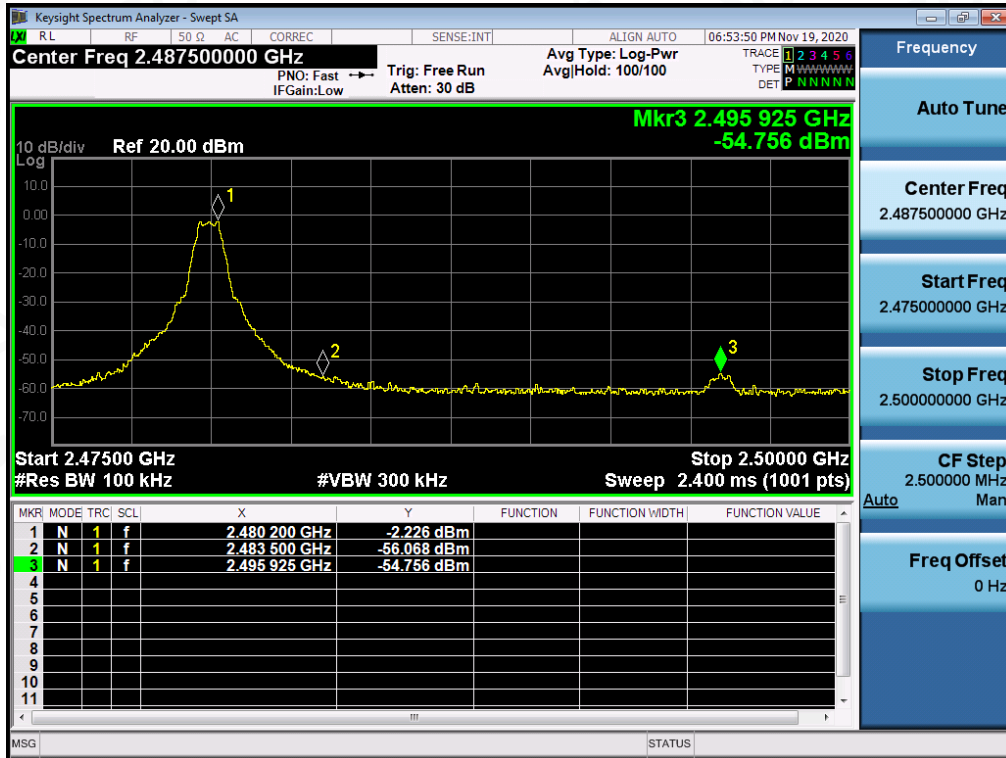 Keysight Spectrum Analyzer - Swept SA
LXI RL RF 50 Ω AC CORREC SENSE:INT ALIGN AUTO 06:53:50 PM Nov 19, 2020
Center Freq 2.487500000 GHz
PNO: Fast
IFGain:Low
Trig: Free Run
Atten: 30 dB
Avg Type: Log-Pwr
Avg|Hold: 100/100
TRACE 1 2 3 4 5 6
TYPE M W W W W W
DET P N N N N N
Mkr3 2.495 925 GHz
-54.756 dBm
10 dB/div Ref 20.00 dBm
Log
10.0
0.00
-10.0
-20.0
-30.0
-40.0
-50.0
-60.0
-70.0
1
2
3
Start 2.47500 GHz Stop 2.50000 GHz
#Res BW 100 kHz #VBW 300 kHz Sweep 2.400 ms (1001 pts)
MKR MODE TRC SCL X Y FUNCTION FUNCTION WIDTH FUNCTION VALUE
1 N 1 f 2.480 200 GHz -2.226 dBm
2 N 1 f 2.483 500 GHz -56.068 dBm
3 N 1 f 2.495 925 GHz -54.756 dBm
4
5
6
7
8
9
10
11
MSG STATUS
Frequency
Auto Tune
Center Freq
2.487500000 GHz
Start Freq
2.475000000 GHz
Stop Freq
2.500000000 GHz
CF Step
2.500000 MHz
Auto Man
Freq Offset
0 Hz